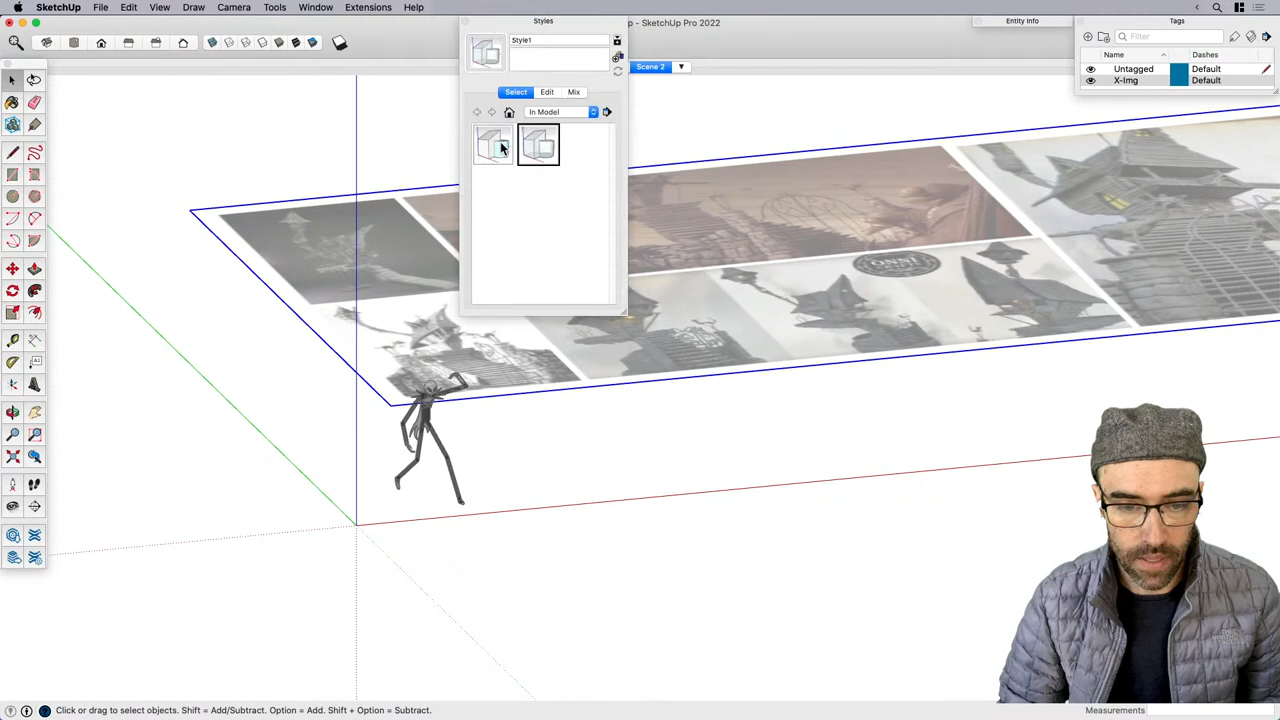 SketchUp File Edit View Draw Camera Tools Window Extensions Help
Styles
p - SketchUp Pro 2022
Entity Info
Tags
Style1
Filter
Name
Dashes
Scene 2
Untagged
Default
X-Img
Default
Select
Edit
Mix
In Model
ONNI
Click or drag to select objects. Shift = Add/Subtract. Option = Add. Shift + Option = Subtract.
Measurements